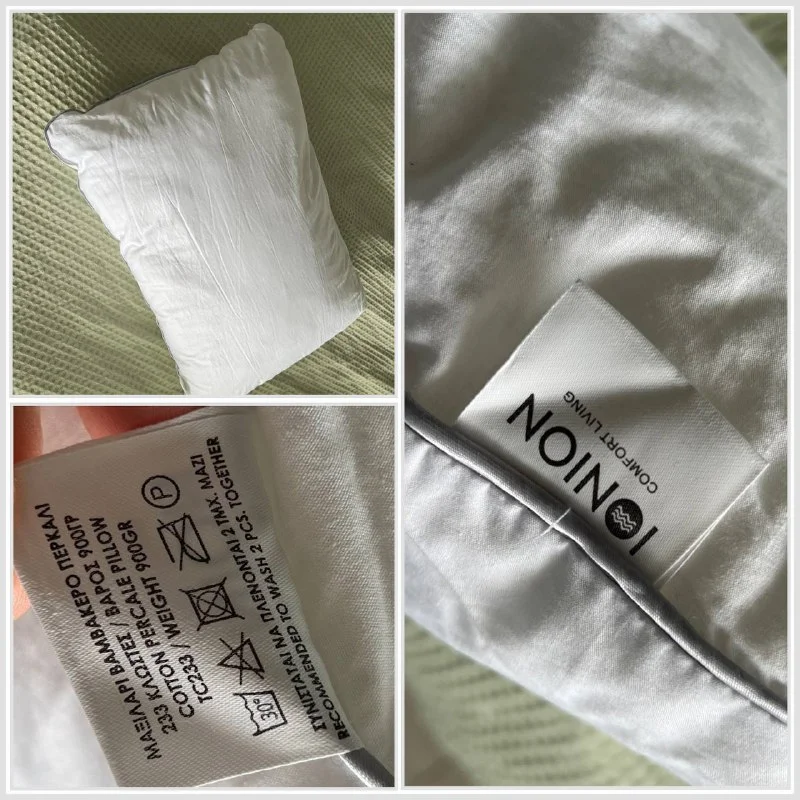 ΜΑΞΙΛΑΡΙ ΒΑΜΒΑΚΕΡΟ ΠΕΡΚΑΛΙ
233 ΚΛΩΣΤΕΣ / ΒΑΡΟΣ 900ΓΡ
COTTON PERCALE PILLOW
TC233 / WEIGHT 900GR
30°
P
ΣΥΝΙΣΤΑΤΑΙ ΝΑ ΠΛΕΝΟΝΤΑΙ 2 ΤΜΧ. ΜΑΖΙ
RECOMMENDED TO WASH 2 PCS. TOGETHER
IONION
COMFORT LIVING